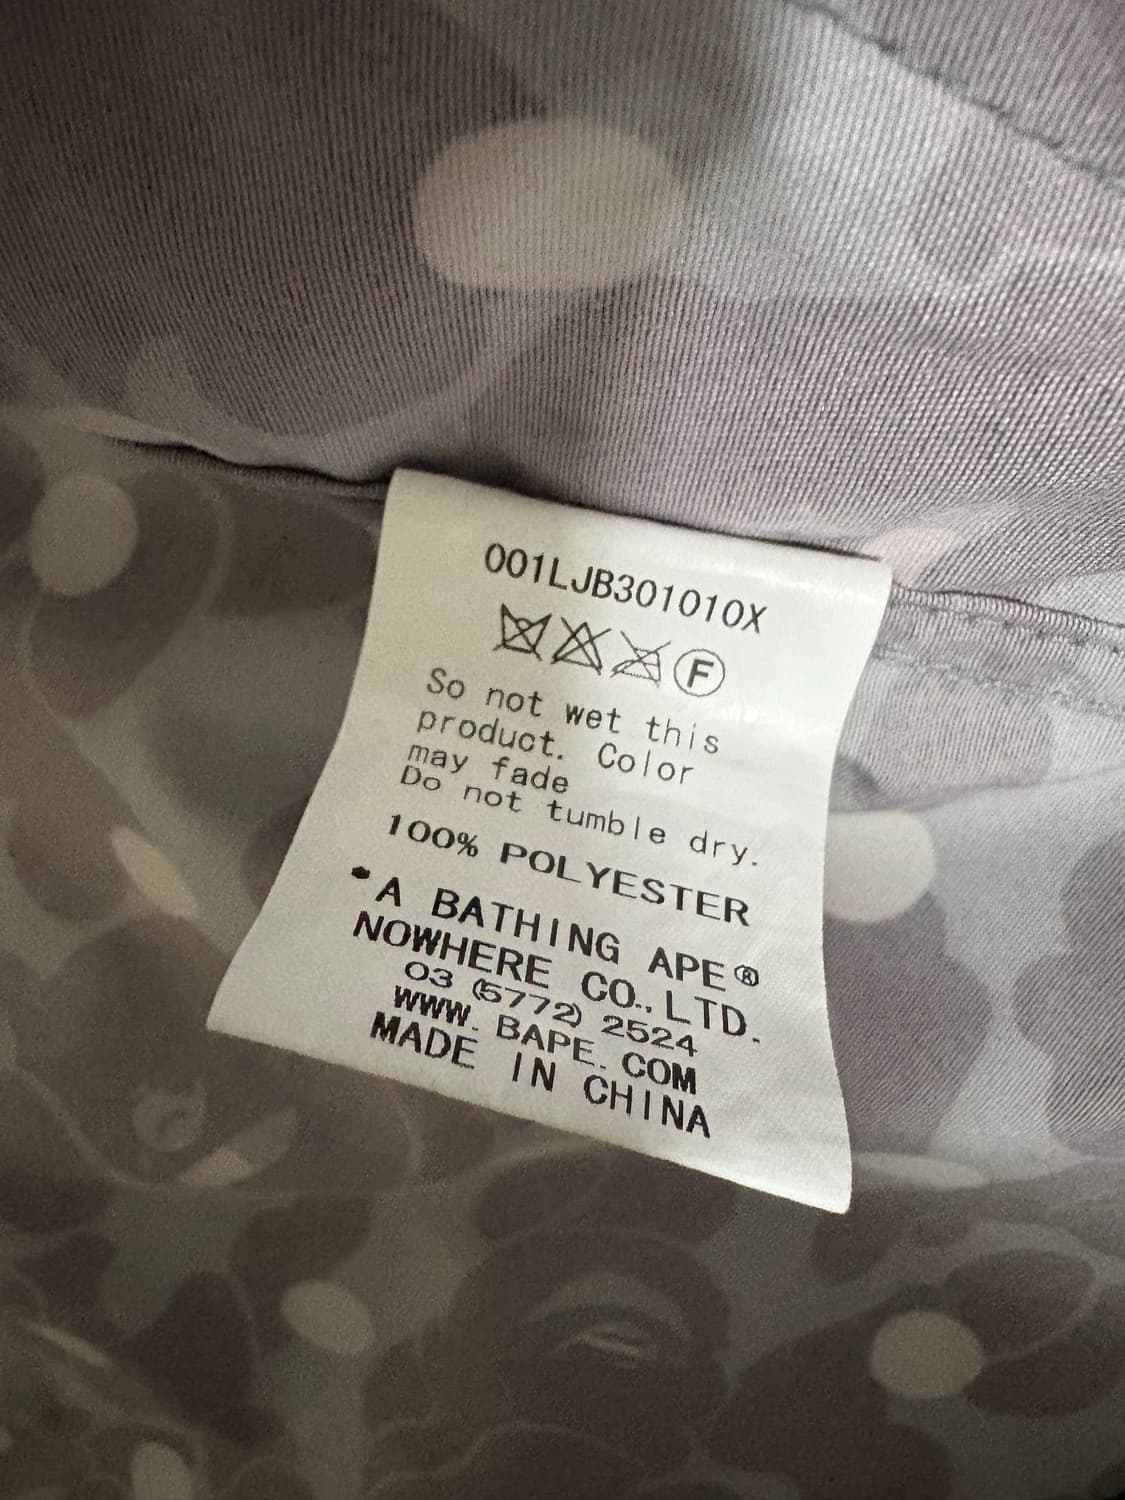 001LJB301010X
F
So not wet this
product. Color
may fade
Do not tumble dry.
100% POLYESTER
A BATHING APE®
NOWHERE CO., LTD.
03 (5772) 2524
WWW. BAPE. COM
MADE IN CHINA